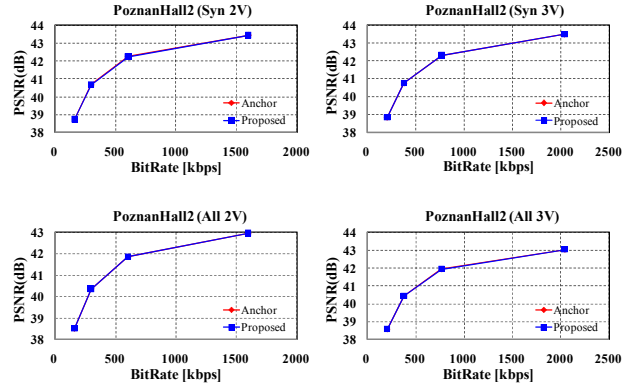 PoznanHall2 (Syn 2V)
44
43
42
41
40
39
38
PSNR(dB)
Anchor
Proposed
0 500 1000 1500 2000
BitRate [kbps]
PoznanHall2 (Syn 3V)
44
43
42
41
40
39
38
PSNR(dB)
Anchor
Proposed
0 500 1000 1500 2000 2500
BitRate [kbps]
PoznanHall2 (All 2V)
43
42
41
40
39
38
PSNR(dB)
Anchor
Proposed
0 500 1000 1500 2000
BitRate [kbps]
PoznanHall2 (All 3V)
44
43
42
41
40
39
38
PSNR(dB)
Anchor
Proposed
0 500 1000 1500 2000 2500
BitRate [kbps]